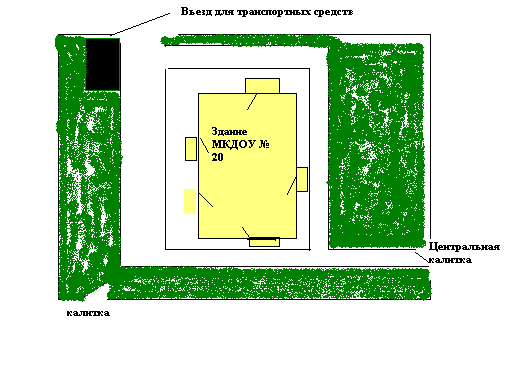 Въезд для транспортных средств
Здание
МКДОУ №
20
Центральная
калитка
калитка